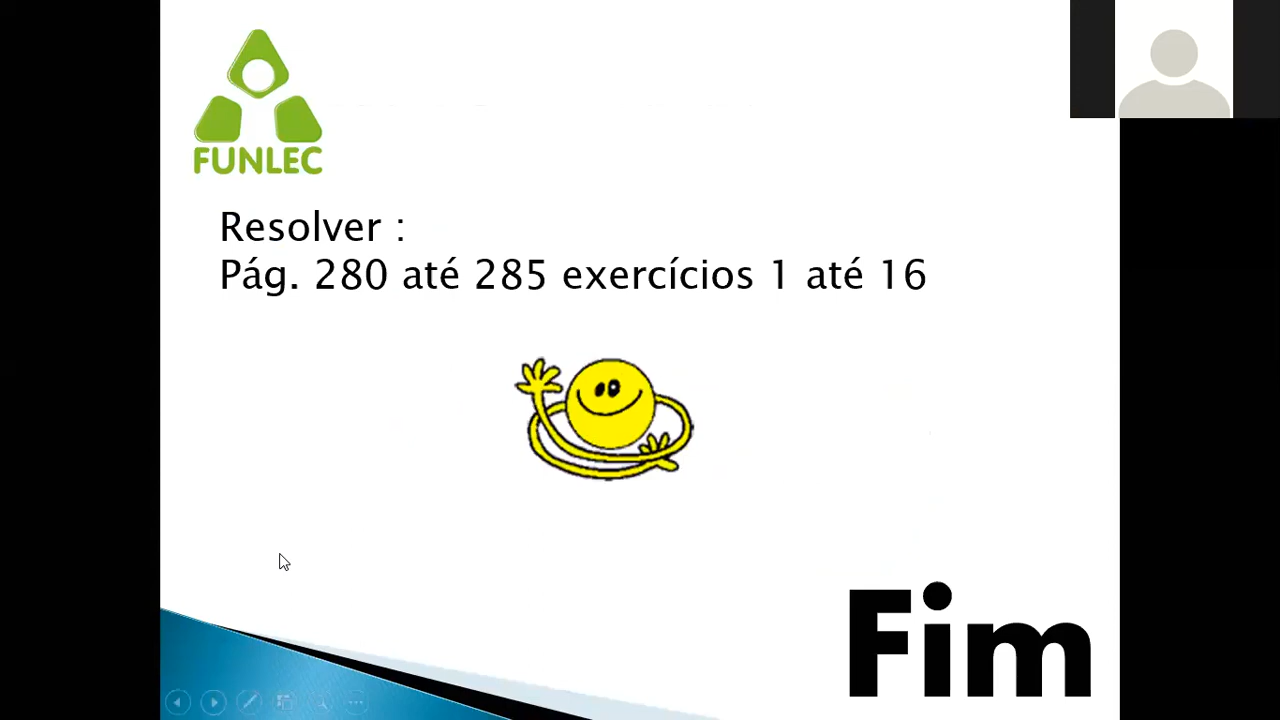 FUNLEC
Resolver :
Pág. 280 até 285 exercícios 1 até 16
Fim